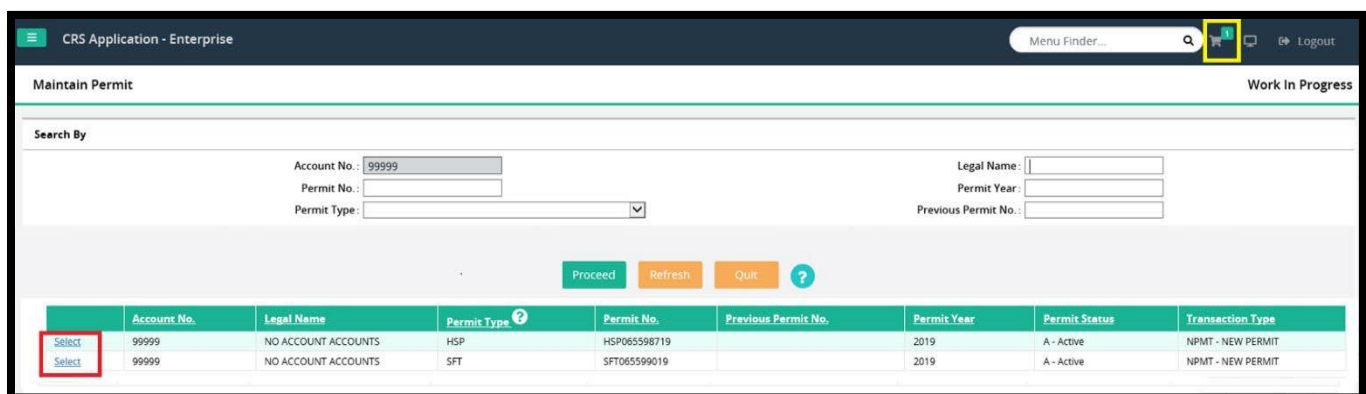 CRS Application - Enterprise Menu Finder... 1 Logout
Maintain Permit Work In Progress
Search By
Account No. : 99999 Legal Name :
Permit No. : Permit Year :
Permit Type : Previous Permit No. :
Proceed Refresh Quit ?
Account No. Legal Name Permit Type ? Permit No. Previous Permit No. Permit Year Permit Status Transaction Type
Select 99999 NO ACCOUNT ACCOUNTS HSP HSP065598719 2019 A - Active NPMT - NEW PERMIT
Select 99999 NO ACCOUNT ACCOUNTS SFT SFT065599019 2019 A - Active NPMT - NEW PERMIT